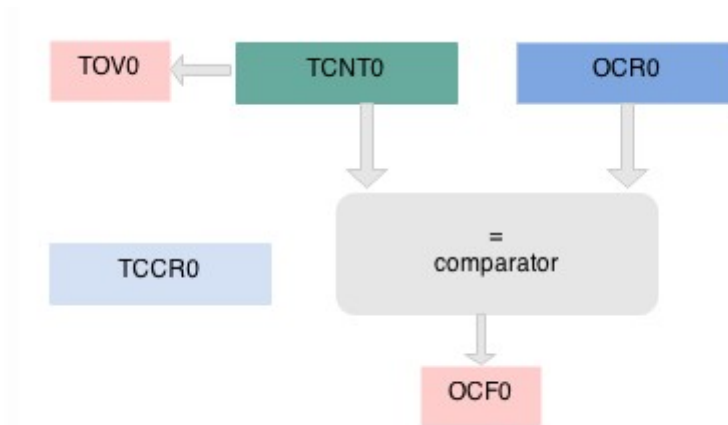 TOV0
TCNT0
OCR0
TCCR0
=
comparator
OCF0